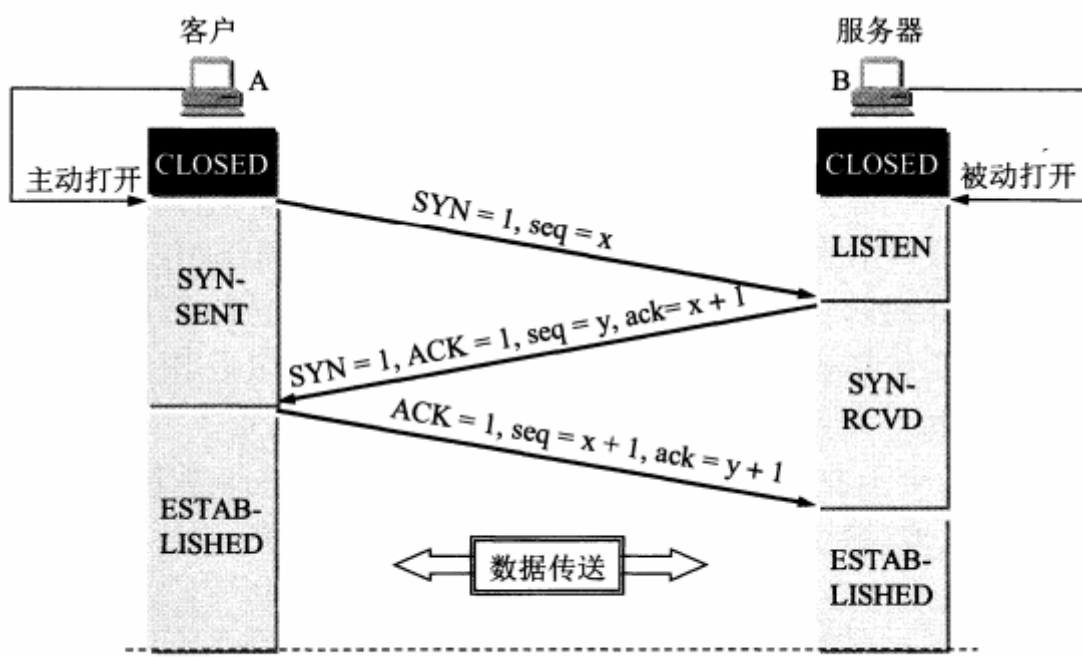 客户
服务器
A
B
CLOSED
CLOSED
主动打开
被动打开
SYN = 1, seq = x
LISTEN
SYN-
SENT
SYN = 1, ACK = 1, seq = y, ack= x + 1
SYN-
RCVD
ACK = 1, seq = x + 1, ack = y + 1
ESTAB-
LISHED
数据传送
ESTAB-
LISHED